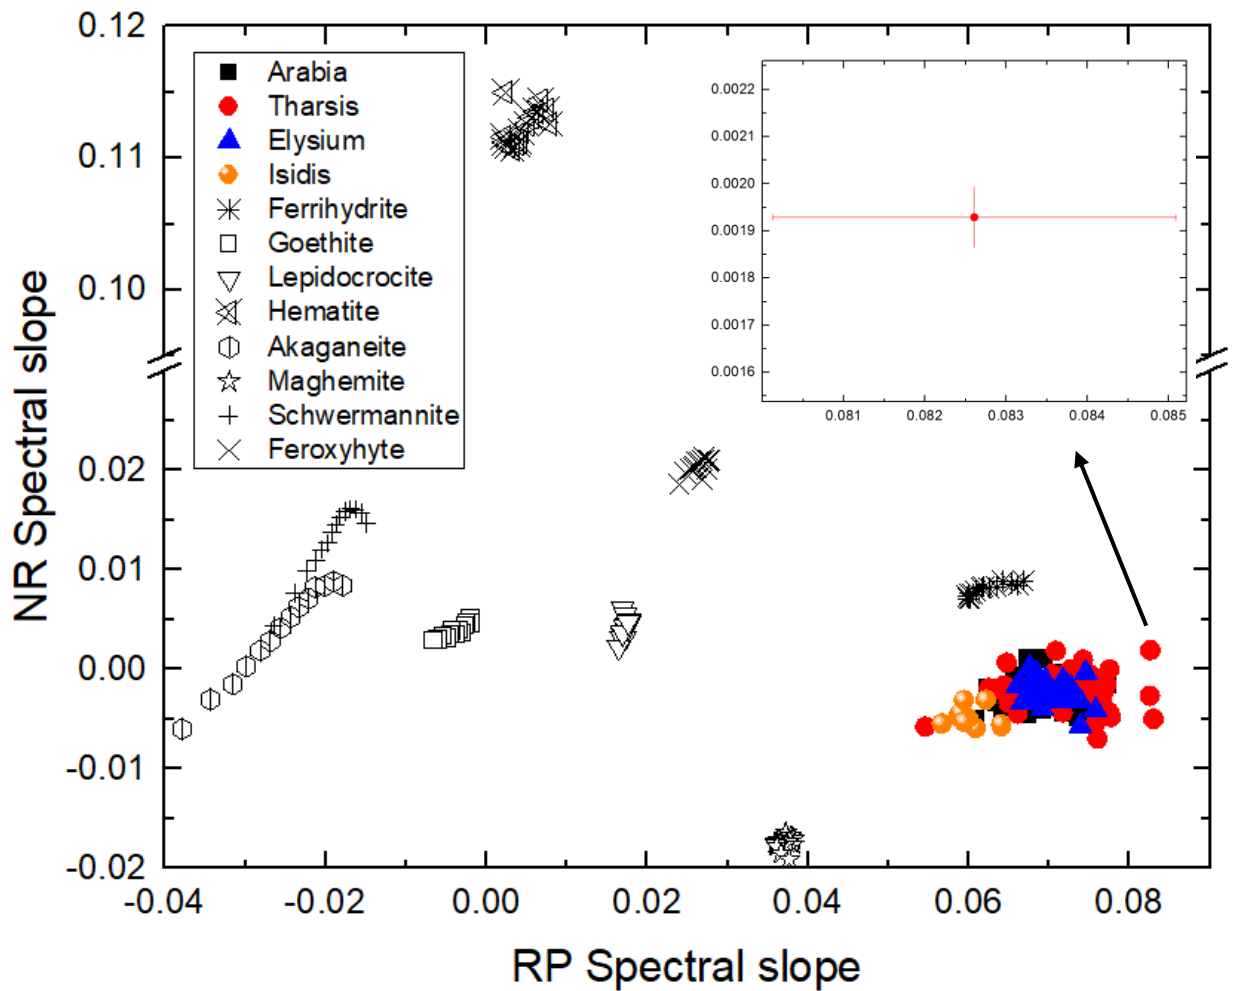 0.12
0.11
0.10
0.02
0.01
0.00
-0.01
-0.02
NR Spectral slope
Arabia
Tharsis
Elysium
Isidis
Ferrihydrite
Goethite
Lepidocrocite
Hematite
Akaganeite
Maghemite
Schwermannite
Feroxyhyte
0.0022
0.0021
0.0020
0.0019
0.0018
0.0017
0.0016
0.081 0.082 0.083 0.084 0.085
-0.04 -0.02 0.00 0.02 0.04 0.06 0.08
RP Spectral slope